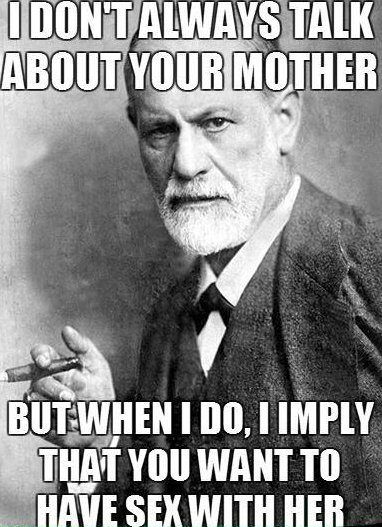 I DON'T ALWAYS TALK
ABOUT YOUR MOTHER
BUT WHEN I DO, I IMPLY
THAT YOU WANT TO
HAVE SEX WITH HER